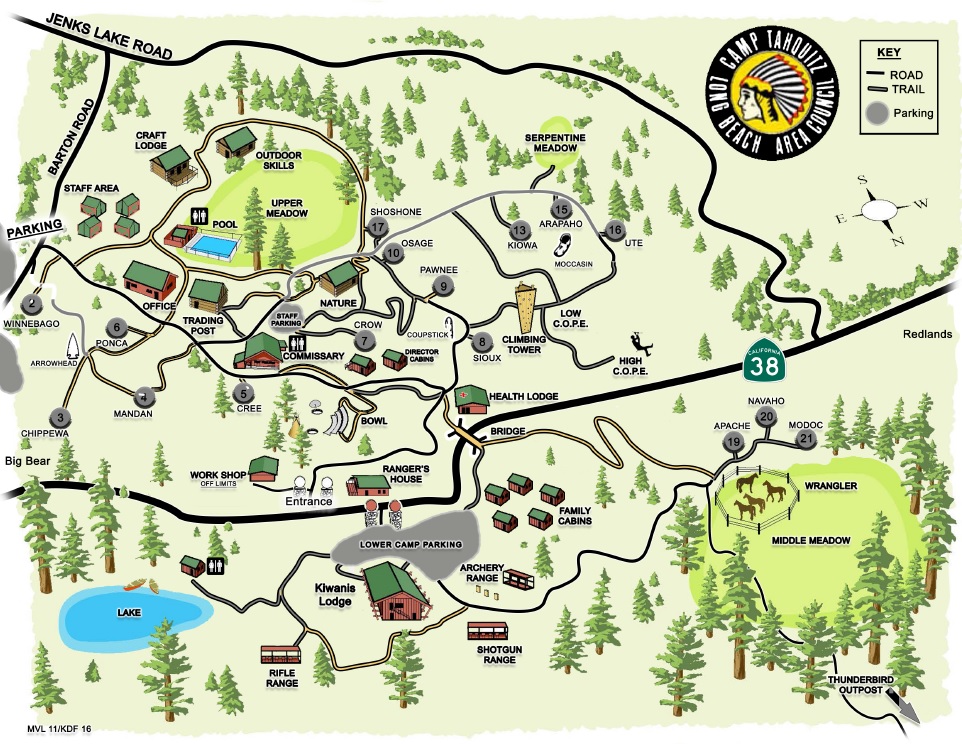 JENKS LAKE ROAD
BARTON ROAD
CAMP TAHQUITZ
LONG BEACH AREA COUNCIL
KEY
ROAD
TRAIL
Parking
S
E
W
N
CRAFT
LODGE
OUTDOOR
SKILLS
SERPENTINE
MEADOW
STAFF AREA
UPPER
MEADOW
POOL
PARKING
SHOSHONE
17
10
OSAGE
13
KIOWA
15
ARAPAHO
MOCCASIN
16
UTE
OFFICE
TRADING
POST
NATURE
PAWNEE
9
STAFF
PARKING
2
WINNEBAGO
6
PONCA
ARROWHEAD
CROW
7
COUPSTICK
8
SIOUX
CLIMBING
TOWER
LOW
C.O.P.E.
HIGH
C.O.P.E.
COMMISSARY
DIRECTOR
CABINS
CALIFORNIA
38
Redlands
3
CHIPPEWA
4
MANDAN
5
CREE
BOWL
HEALTH LODGE
BRIDGE
NAVAHO
20
APACHE
19
MODOC
21
Big Bear
WORK SHOP
OFF LIMITS
Entrance
RANGER'S
HOUSE
WRANGLER
FAMILY
CABINS
MIDDLE MEADOW
LOWER CAMP PARKING
Kiwanis
Lodge
ARCHERY
RANGE
LAKE
RIFLE
RANGE
SHOTGUN
RANGE
THUNDERBIRD
OUTPOST
MVL 11/KDF 16